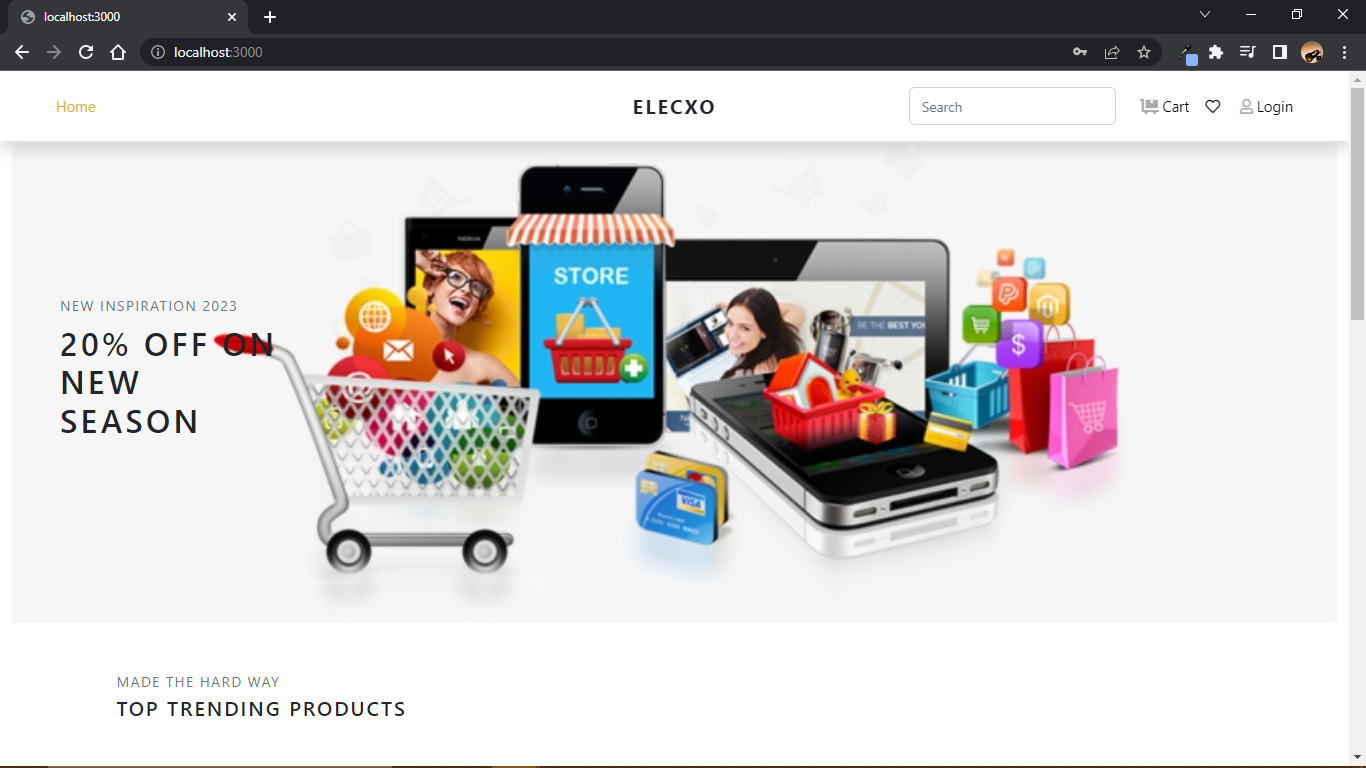 localhost:3000
localhost:3000
Home
ELECXO
Search
Cart
Login
NOKIA
STORE
BE THE BEST YOU
NEW INSPIRATION 2023
20% OFF ON
NEW
SEASON
$
VISA
MADE THE HARD WAY
TOP TRENDING PRODUCTS